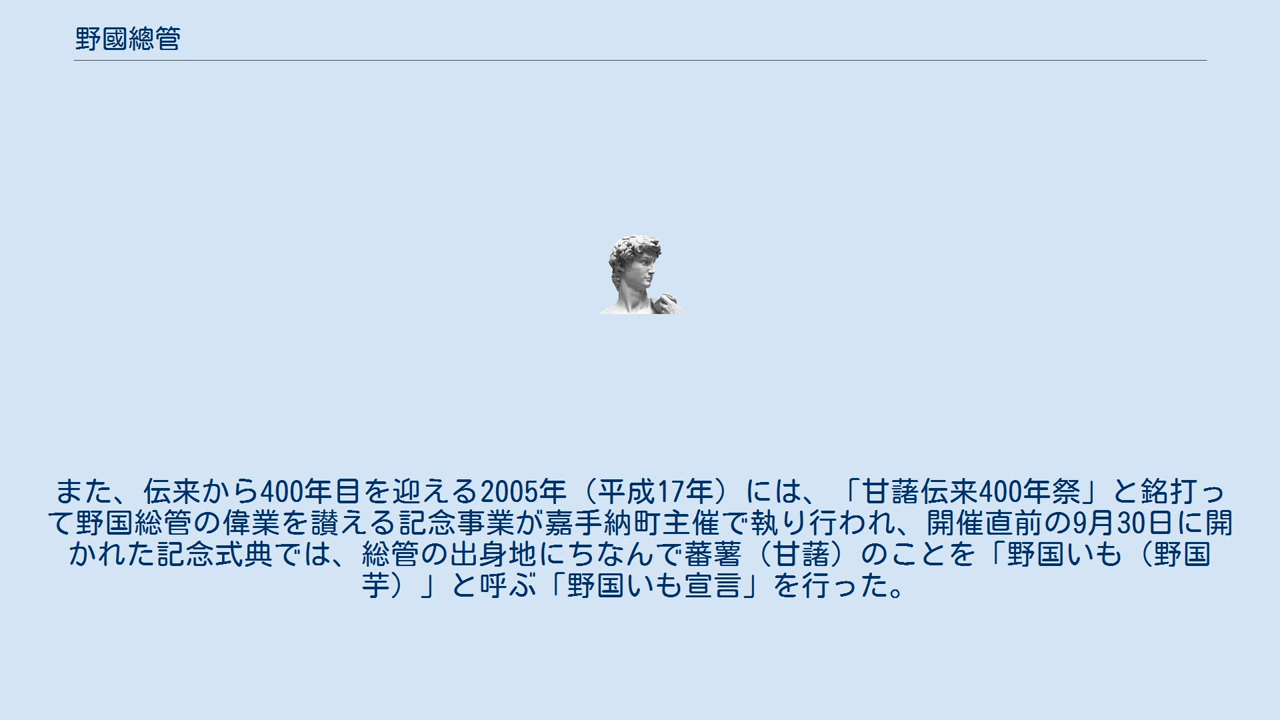 野國總管
また、伝来から400年目を迎える2005年（平成17年）には、「甘藷伝来400年祭」と銘打っ
て野国総管の偉業を讃える記念事業が嘉手納町主催で執り行われ、開催直前の9月30日に開
かれた記念式典では、総管の出身地にちなんで蕃薯（甘藷）のことを「野国いも（野国
芋）」と呼ぶ「野国いも宣言」を行った。